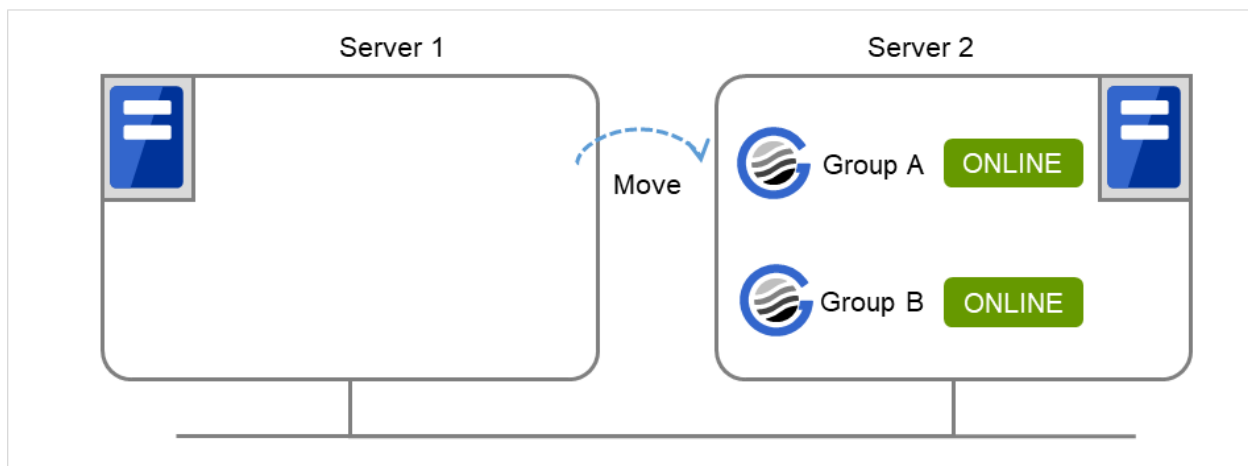 Server 1
Server 2
Move
Group A
ONLINE
Group B
ONLINE